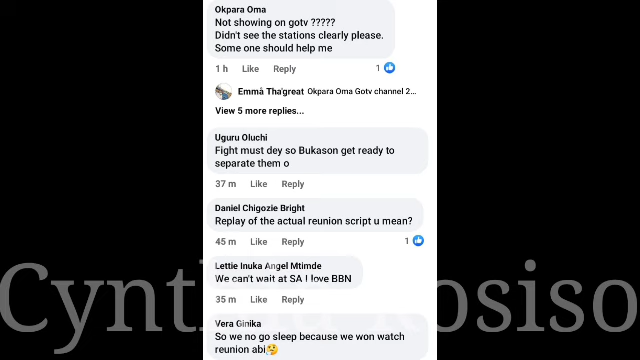 Okpara Oma
Not showing on gotv ?????
Didn't see the stations clearly please.
Some one should help me
1 h Like Reply 1
Emmå Tha'great Okpara Oma Gotv channel 2...
View 5 more replies...
Uguru Oluchi
Fight must dey so Bukason get ready to
separate them o
37 m Like Reply
Daniel Chigozie Bright
Replay of the actual reunion script u mean?
45 m Like Reply 1
Lettie Inuka Angel Mtimde
We can't wait at SA I love BBN
35 m Like Reply
Vera Ginika
So we no go sleep because we won watch
reunion abi🤔